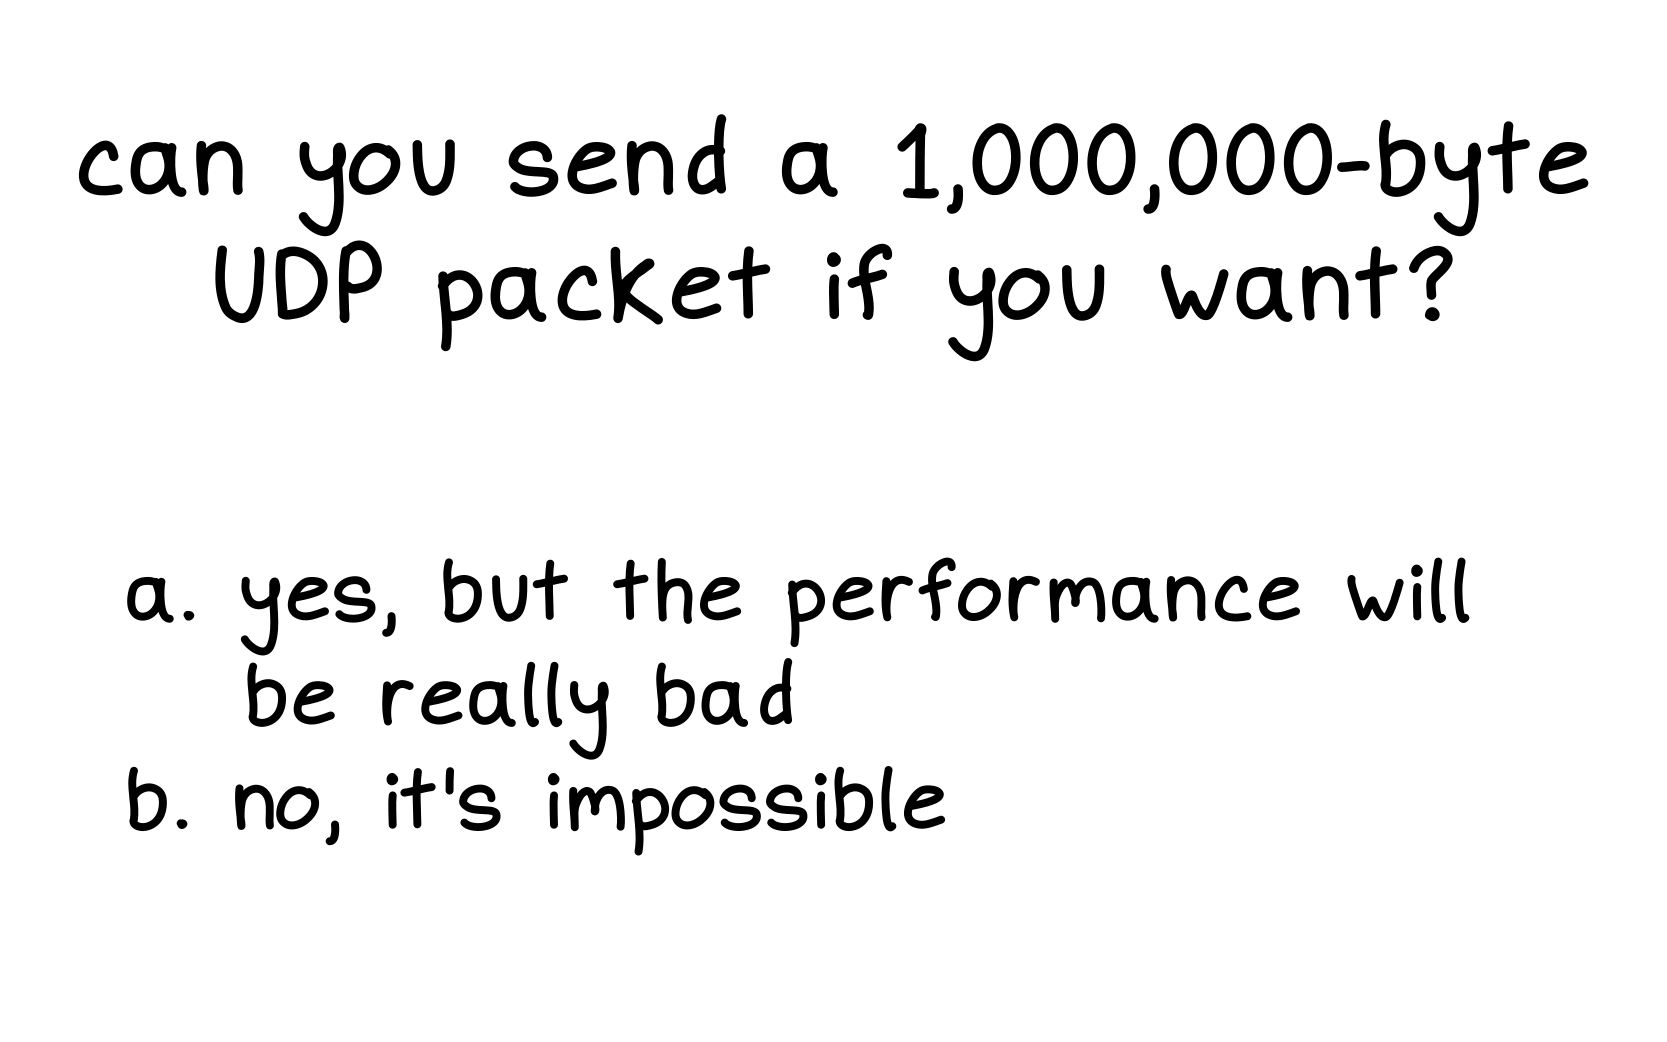 can you send a 1,000,000-byte
UDP packet if you want?
a. yes, but the performance will
be really bad
b. no, it's impossible